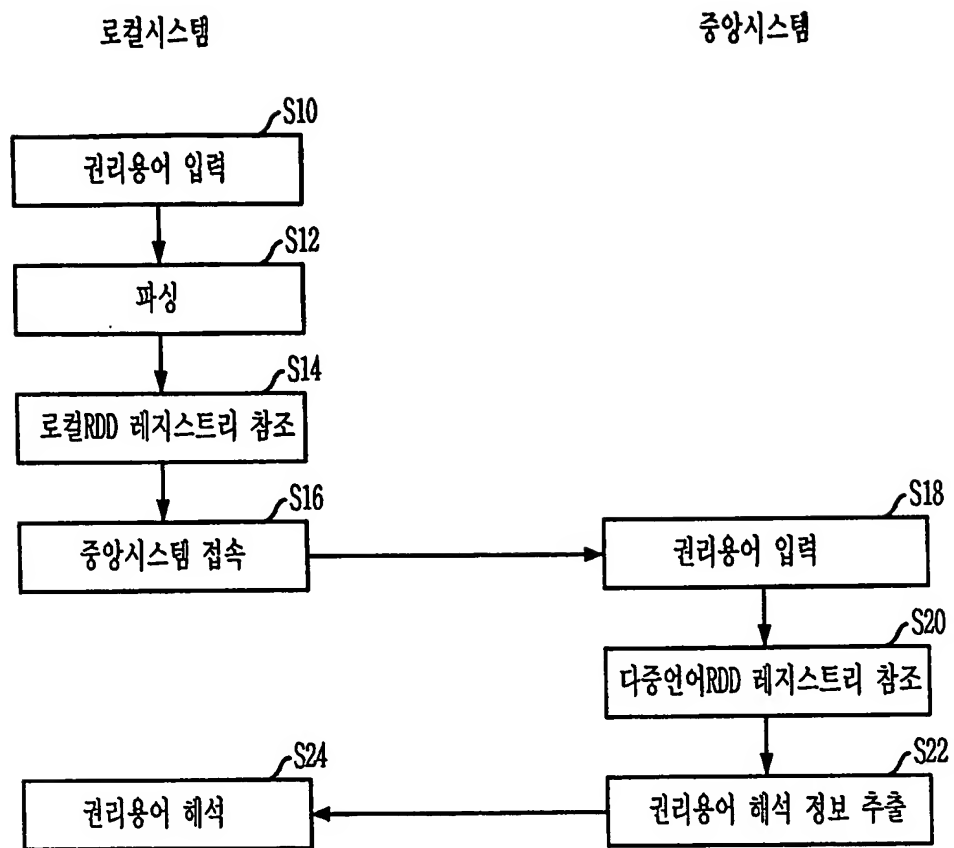 로컬시스템
중앙시스템
S10
권리용어 입력
S12
파싱
S14
로컬RDD 레지스트리 참조
S16
중앙시스템 접속
S18
권리용어 입력
S20
다중언어RDD 레지스트리 참조
S22
권리용어 해석 정보 추출
S24
권리용어 해석